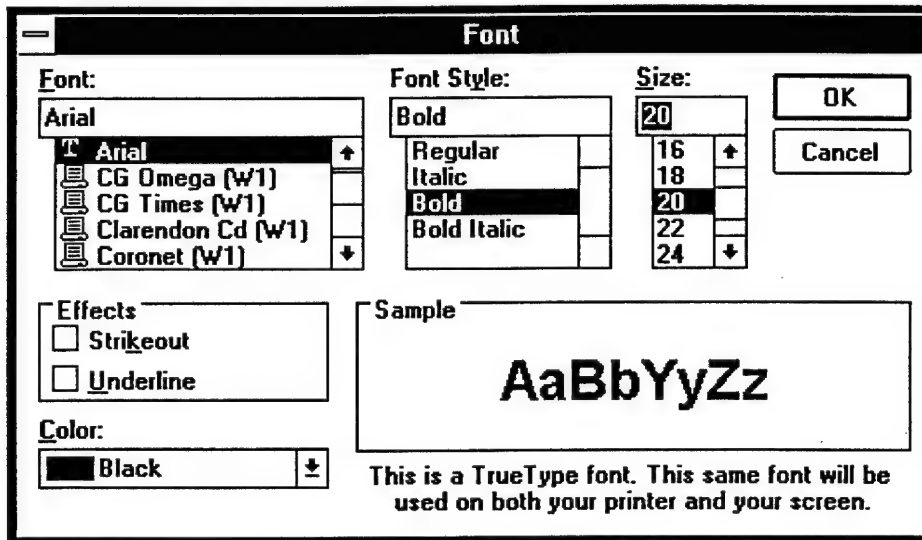 Font
Font:
Arial
T Arial
CG Omega (W1)
CG Times (W1)
Clarendon Cd (W1)
Coronet (W1)
Font Style:
Bold
Regular
Italic
Bold
Bold Italic
Size:
20
16
18
20
22
24
OK
Cancel
Effects
Strikeout
Underline
Color:
Black
Sample
AaBbYyZz
This is a TrueType font. This same font will be
used on both your printer and your screen.